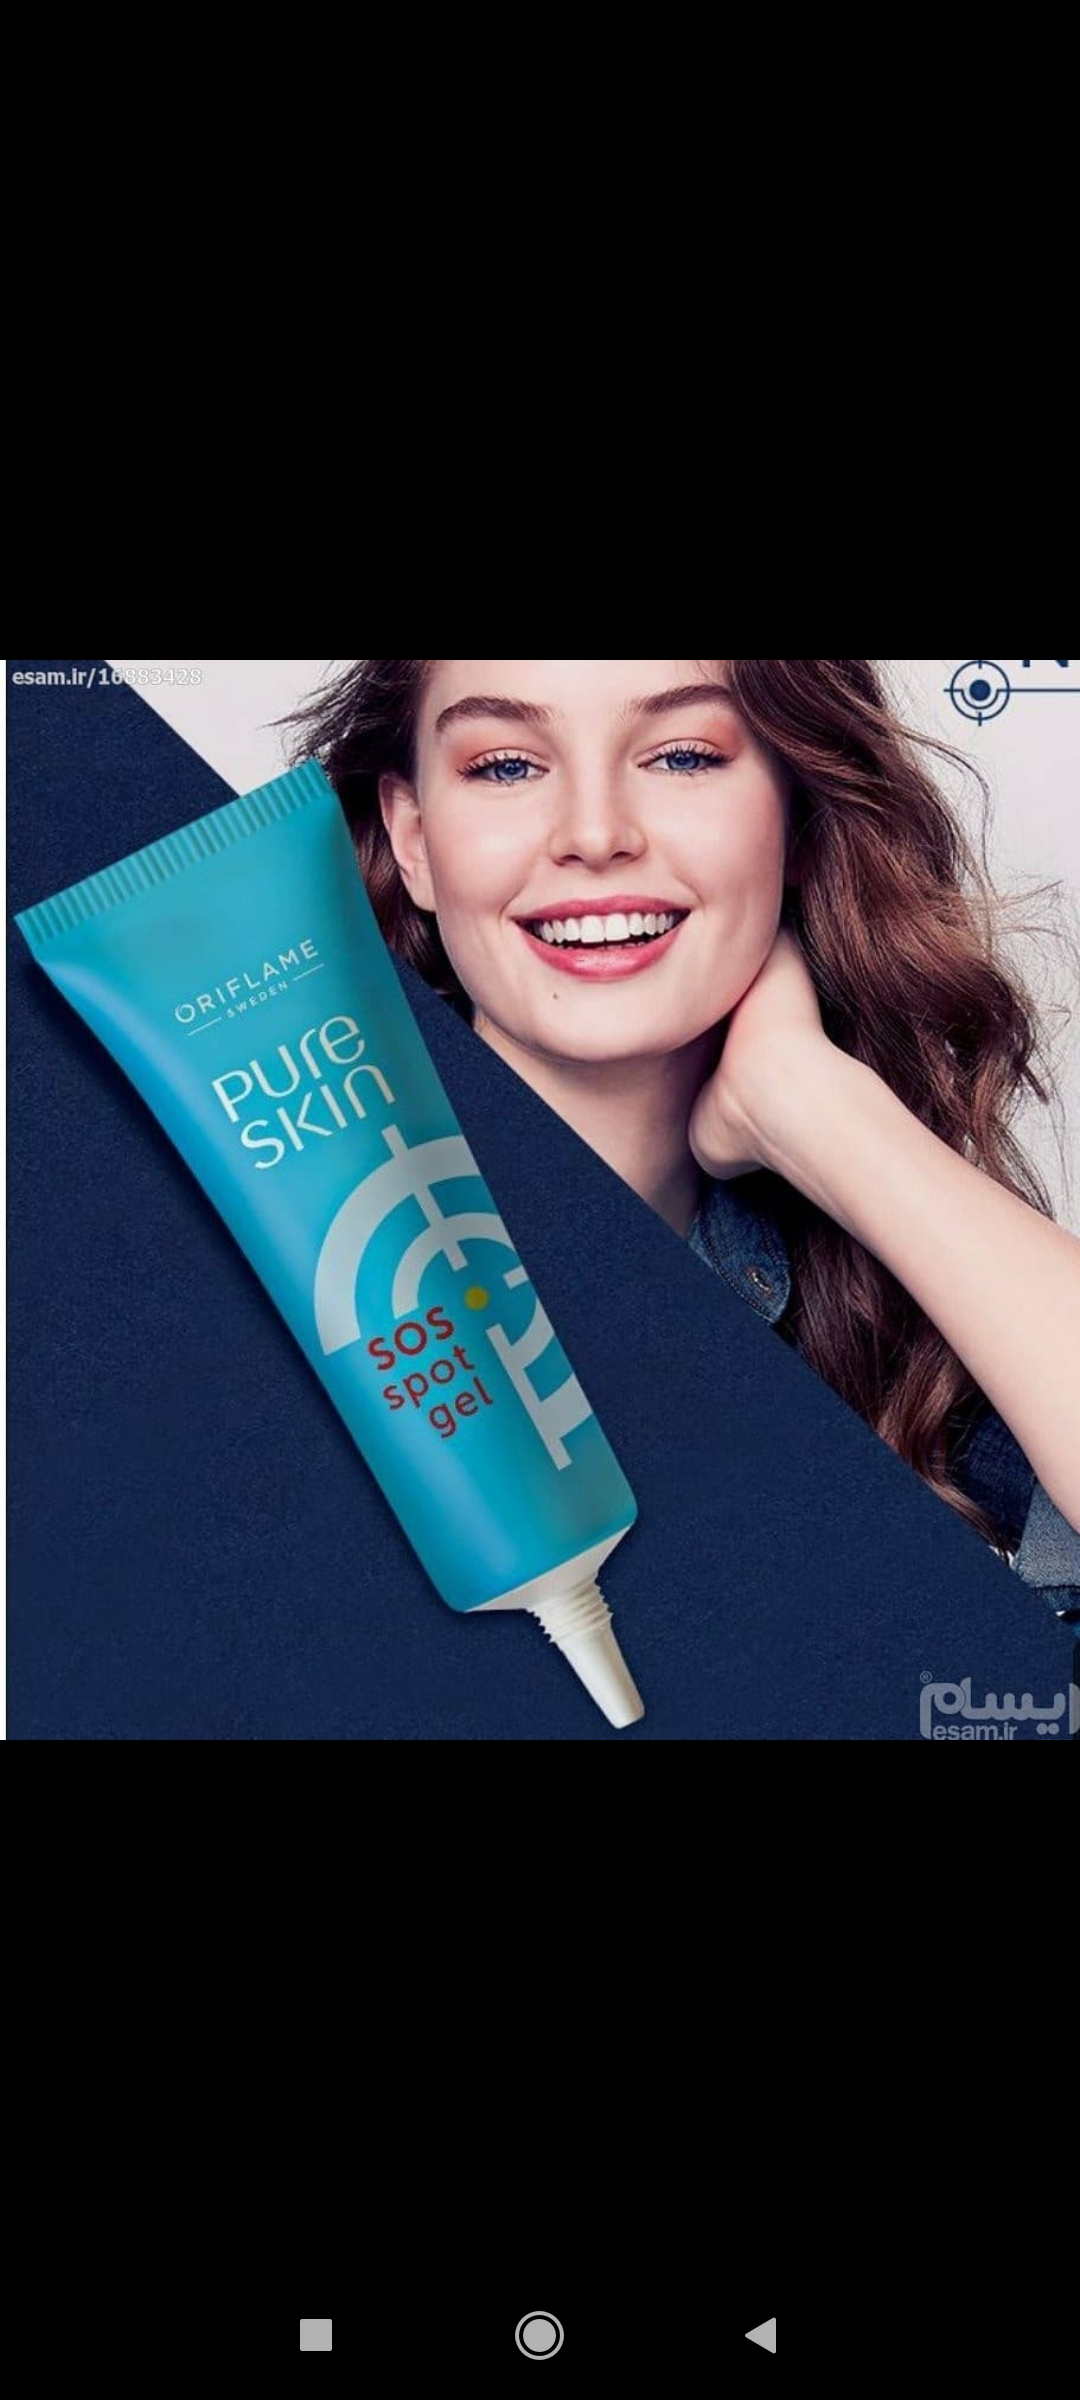 esam.ir/16883428
ORIFLAME
SWEDEN
PURE
SKIN
SOS
spot
gel
ایسام®
esam.ir